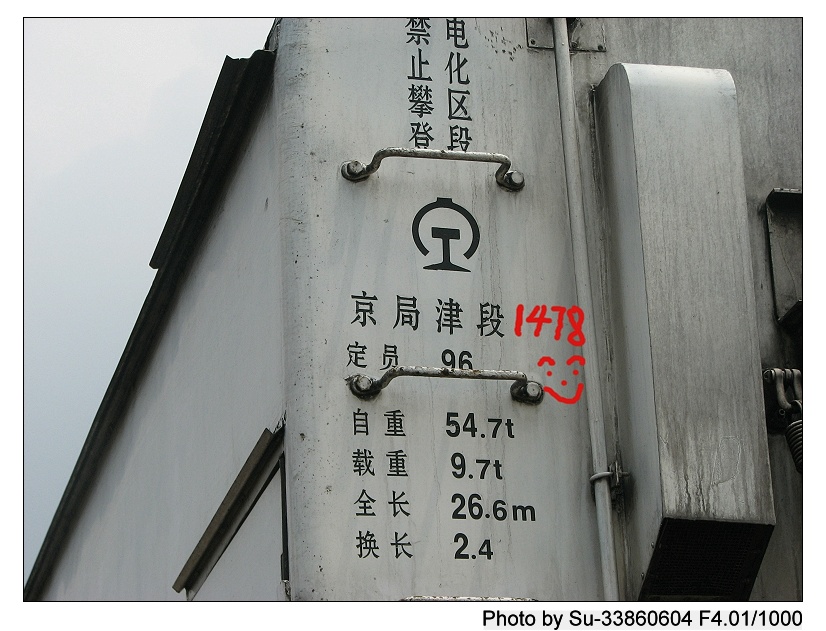 电化区段
禁止攀登
京局津段 1478
定员 96
自重 54.7t
载重 9.7t
全长 26.6m
换长 2.4
Photo by Su-33860604 F4.01/1000